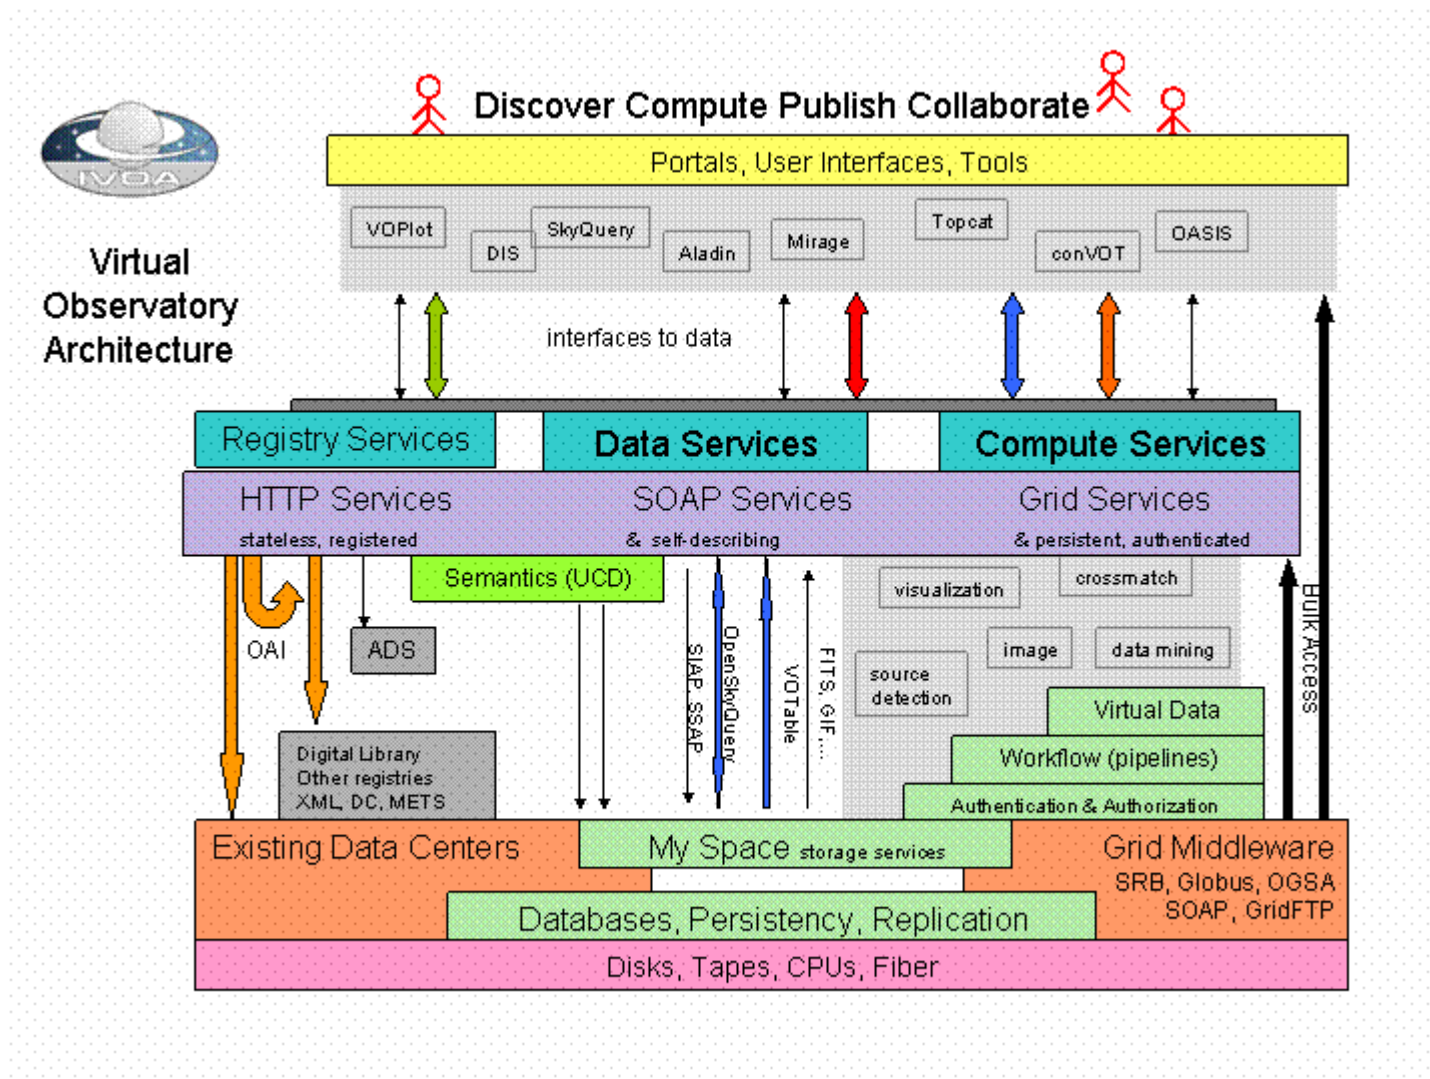 Discover Compute Publish Collaborate
IVOA
Portals, User Interfaces, Tools
Virtual
Observatory
Architecture
VOPlot
DIS
SkyQuery
Aladin
Mirage
Topcat
conVOT
OASIS
interfaces to data
Registry Services
Data Services
Compute Services
HTTP Services
stateless, registered
SOAP Services
& self-describing
Grid Services
& persistent, authenticated
Semantics (UCD)
OAI
ADS
SIAP, SSAP
OpenSkyQuery
VOTable
FITS, GIF,....
visualization
crossmatch
image
data mining
source
detection
Bulk Access
Virtual Data
Workflow (pipelines)
Authentication & Authorization
Digital Library
Other registries
XML, DC, METS
Existing Data Centers
My Space storage services
Grid Middleware
SRB, Globus, OGSA
SOAP, GridFTP
Databases, Persistency, Replication
Disks, Tapes, CPUs, Fiber